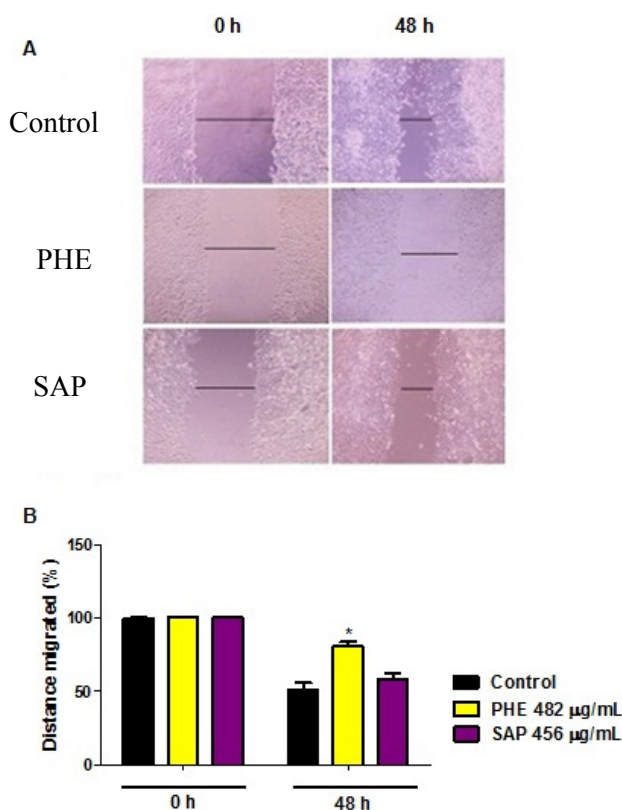 0 h 48 h
A
Control
PHE
SAP
B
Distance migrated (%)
150
100
50
0
*
0 h 48 h
Control
PHE 482 µg/mL
SAP 456 µg/mL